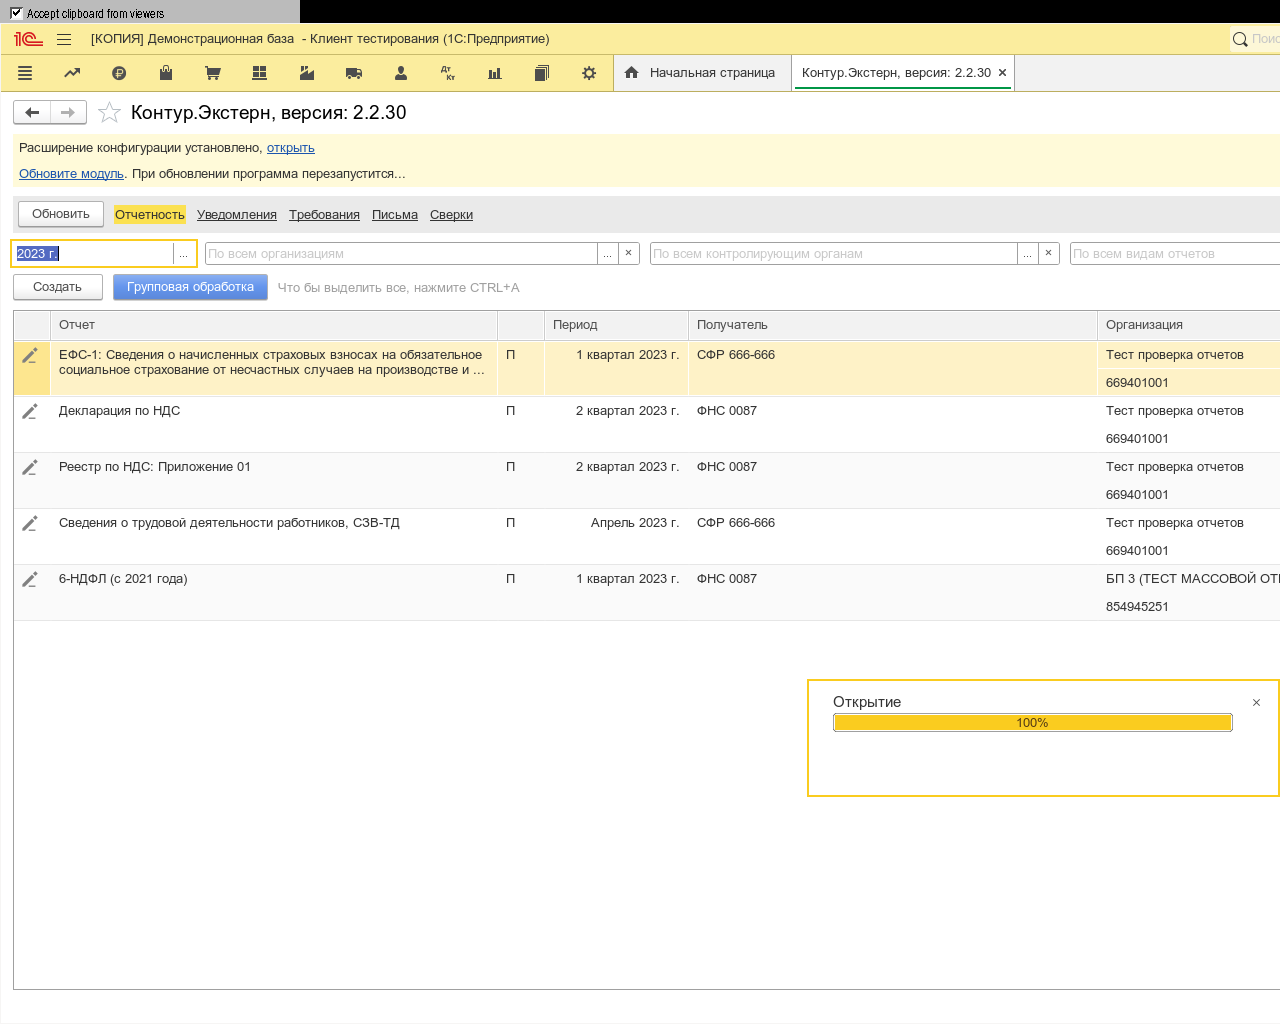 Accept clipboard from viewers
[КОПИЯ] Демонстрационная база - Клиент тестирования (1С:Предприятие)
Начальная страница
Контур.Экстерн, версия: 2.2.30
Контур.Экстерн, версия: 2.2.30
Расширение конфигурации установлено, открыть
Обновите модуль. При обновлении программа перезапустится...
Обновить Отчетность Уведомления Требования Письма Сверки
2023 г. ... По всем организациям ... × По всем контролирующим органам ... × По всем видам отчетов
Создать Групповая обработка Что бы выделить все, нажмите CTRL+A
Отчет Период Получатель Организация
ЕФС-1: Сведения о начисленных страховых взносах на обязательное социальное страхование от несчастных случаев на производстве и ... П 1 квартал 2023 г. СФР 666-666 Тест проверка отчетов
669401001
Декларация по НДС П 2 квартал 2023 г. ФНС 0087 Тест проверка отчетов
669401001
Реестр по НДС: Приложение 01 П 2 квартал 2023 г. ФНС 0087 Тест проверка отчетов
669401001
Сведения о трудовой деятельности работников, СЗВ-ТД П Апрель 2023 г. СФР 666-666 Тест проверка отчетов
669401001
6-НДФЛ (с 2021 года) П 1 квартал 2023 г. ФНС 0087 БП 3 (ТЕСТ МАССОВОЙ
854945251
Открытие
100%